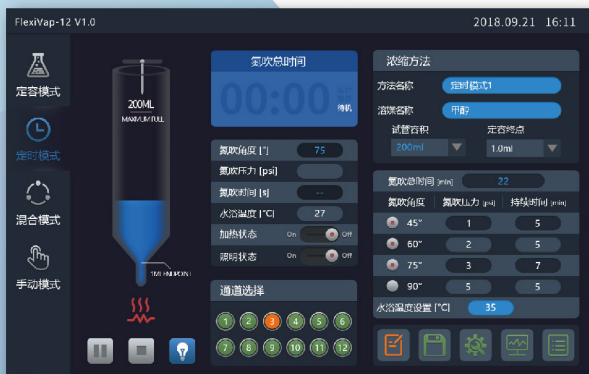 FlexiVap-12 V1.0
2018.09.21 16:11
定容模式
定时模式
混合模式
手动模式
200ML
MAXIVUM FULL
1ML ENDPOINT
氮吹总时间
00:00
待机
氮吹角度 [°] 75
氮吹压力 [psi]
氮吹时间 [s] --
水浴温度 [°C] 27
加热状态 On Off
照明状态 On Off
通道选择
1 2 3 4 5 6
7 8 9 10 11 12
浓缩方法
方法名称 定时模式1
溶媒名称 甲醇
试管容积 定容终点
200ml 1.0ml
氮吹总时间 [min] 22
氮吹角度 氮吹压力 [psi] 持续时间 [min]
45° 1 5
60° 2 5
75° 3 7
90° 5 5
水浴温度设置 [°C] 35